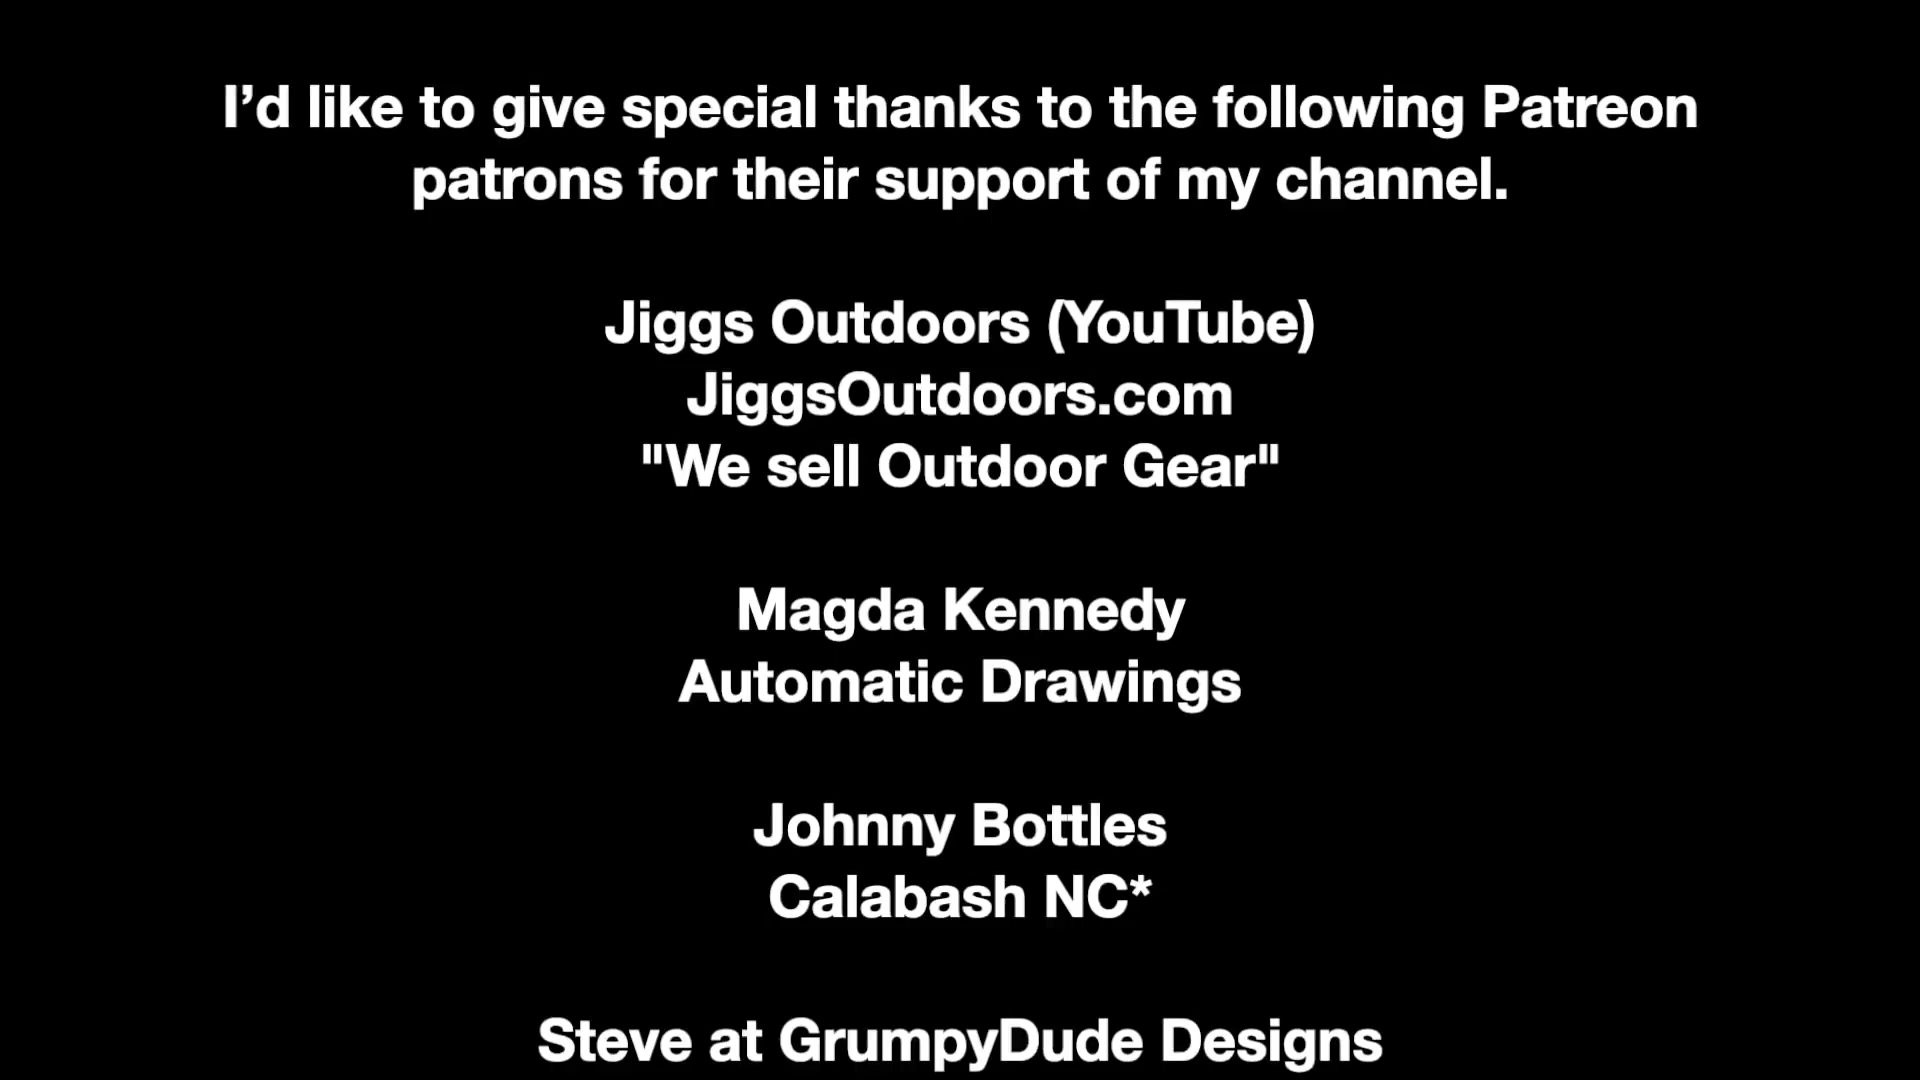 I’d like to give special thanks to the following Patreon
patrons for their support of my channel.
Jiggs Outdoors (YouTube)
JiggsOutdoors.com
"We sell Outdoor Gear"
Magda Kennedy
Automatic Drawings
Johnny Bottles
Calabash NC*
Steve at GrumpyDude Designs